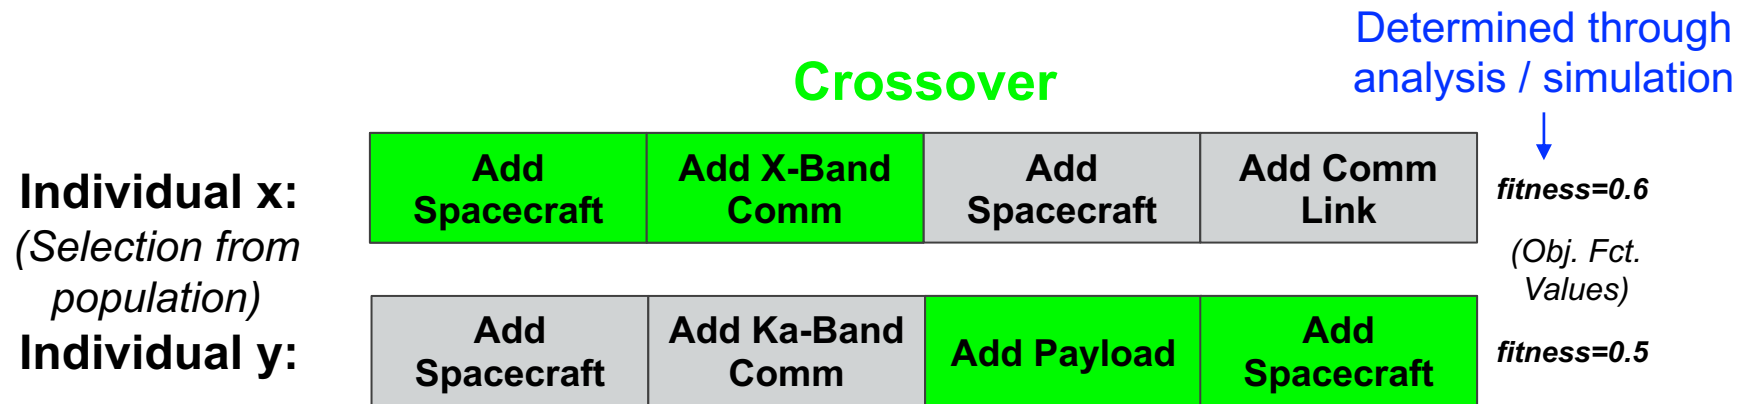 Determined through
analysis / simulation
Crossover
Individual x:
(Selection from
population)
Individual y:
Add
Spacecraft
Add X-Band
Comm
Add
Spacecraft
Add Comm
Link
fitness=0.6
(Obj. Fct.
Values)
Add
Spacecraft
Add Ka-Band
Comm
Add Payload
Add
Spacecraft
fitness=0.5